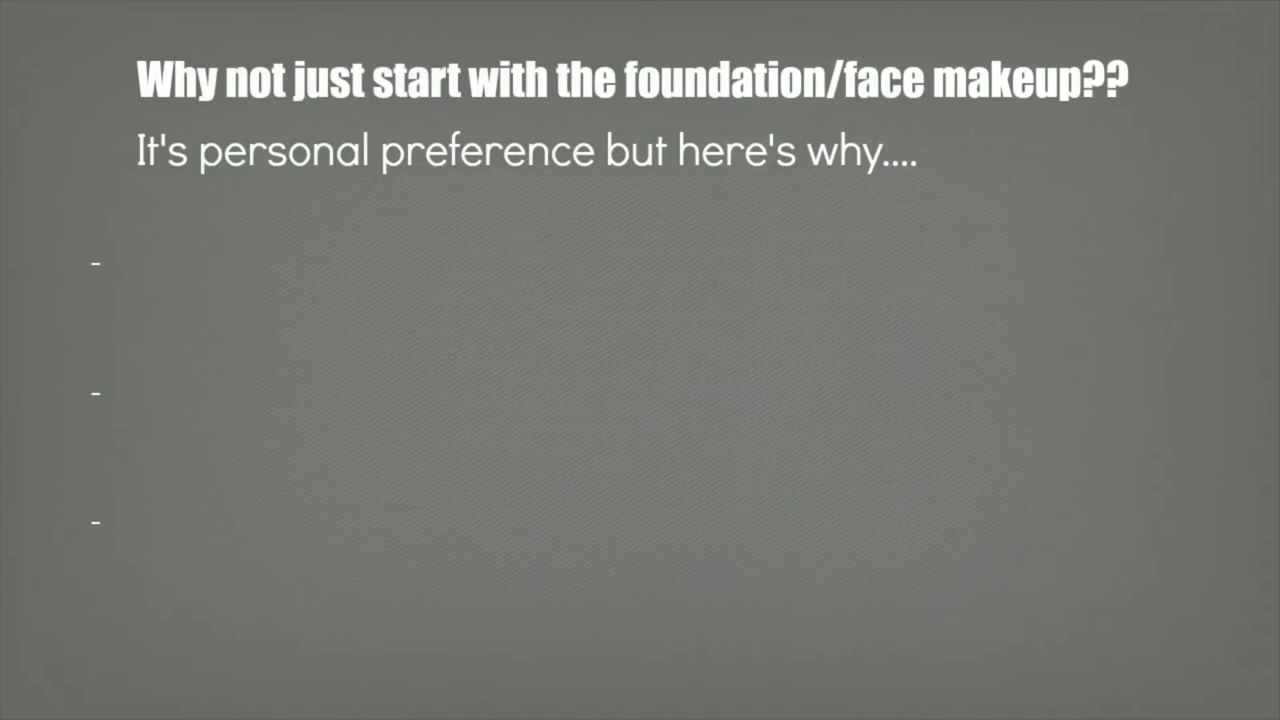 Why not just start with the foundation/face makeup??
It's personal preference but here's why....
-
-
-